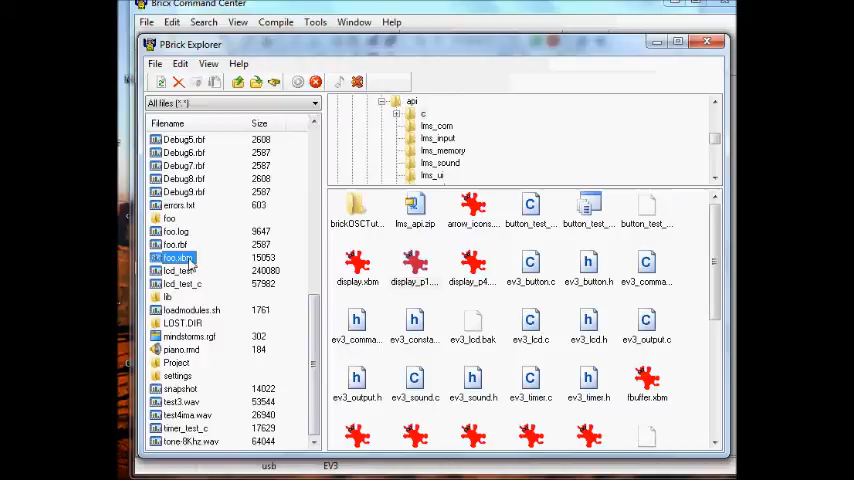 Bricx Command Center
File Edit Search View Compile Tools Window Help
PBrick Explorer
File Edit View Help
All files (*.*)
Filename Size
Debug5.rbf 2608
Debug6.rbf 2587
Debug7.rbf 2587
Debug8.rbf 2608
Debug9.rbf 2587
errors.txt 603
foo
foo.log 9647
foo.rbf 2587
foo.xbm 15053
lcd_test 240080
lcd_test_c 57982
lib
loadmodules.sh 1761
LOST.DIR
mindstorms.rgf 302
piano.rmd 184
Project
settings
snapshot 14022
test3.wav 53544
test4ima.wav 26940
timer_test_c 17629
tone-8Khz.wav 64044
api
c
lms_com
lms_input
lms_memory
lms_sound
lms_ui
brickOSCTut... lms_api.zip arrow_icons.... button_test_... button_test_... button_test_...
display.xbm display_p1.... display_p4.... ev3_button.c ev3_button.h ev3_comma...
ev3_comma... ev3_consta... ev3_lcd.bak ev3_lcd.c ev3_lcd.h ev3_output.c
ev3_output.h ev3_sound.c ev3_sound.h ev3_timer.c ev3_timer.h fbuffer.xbm
usb EV3